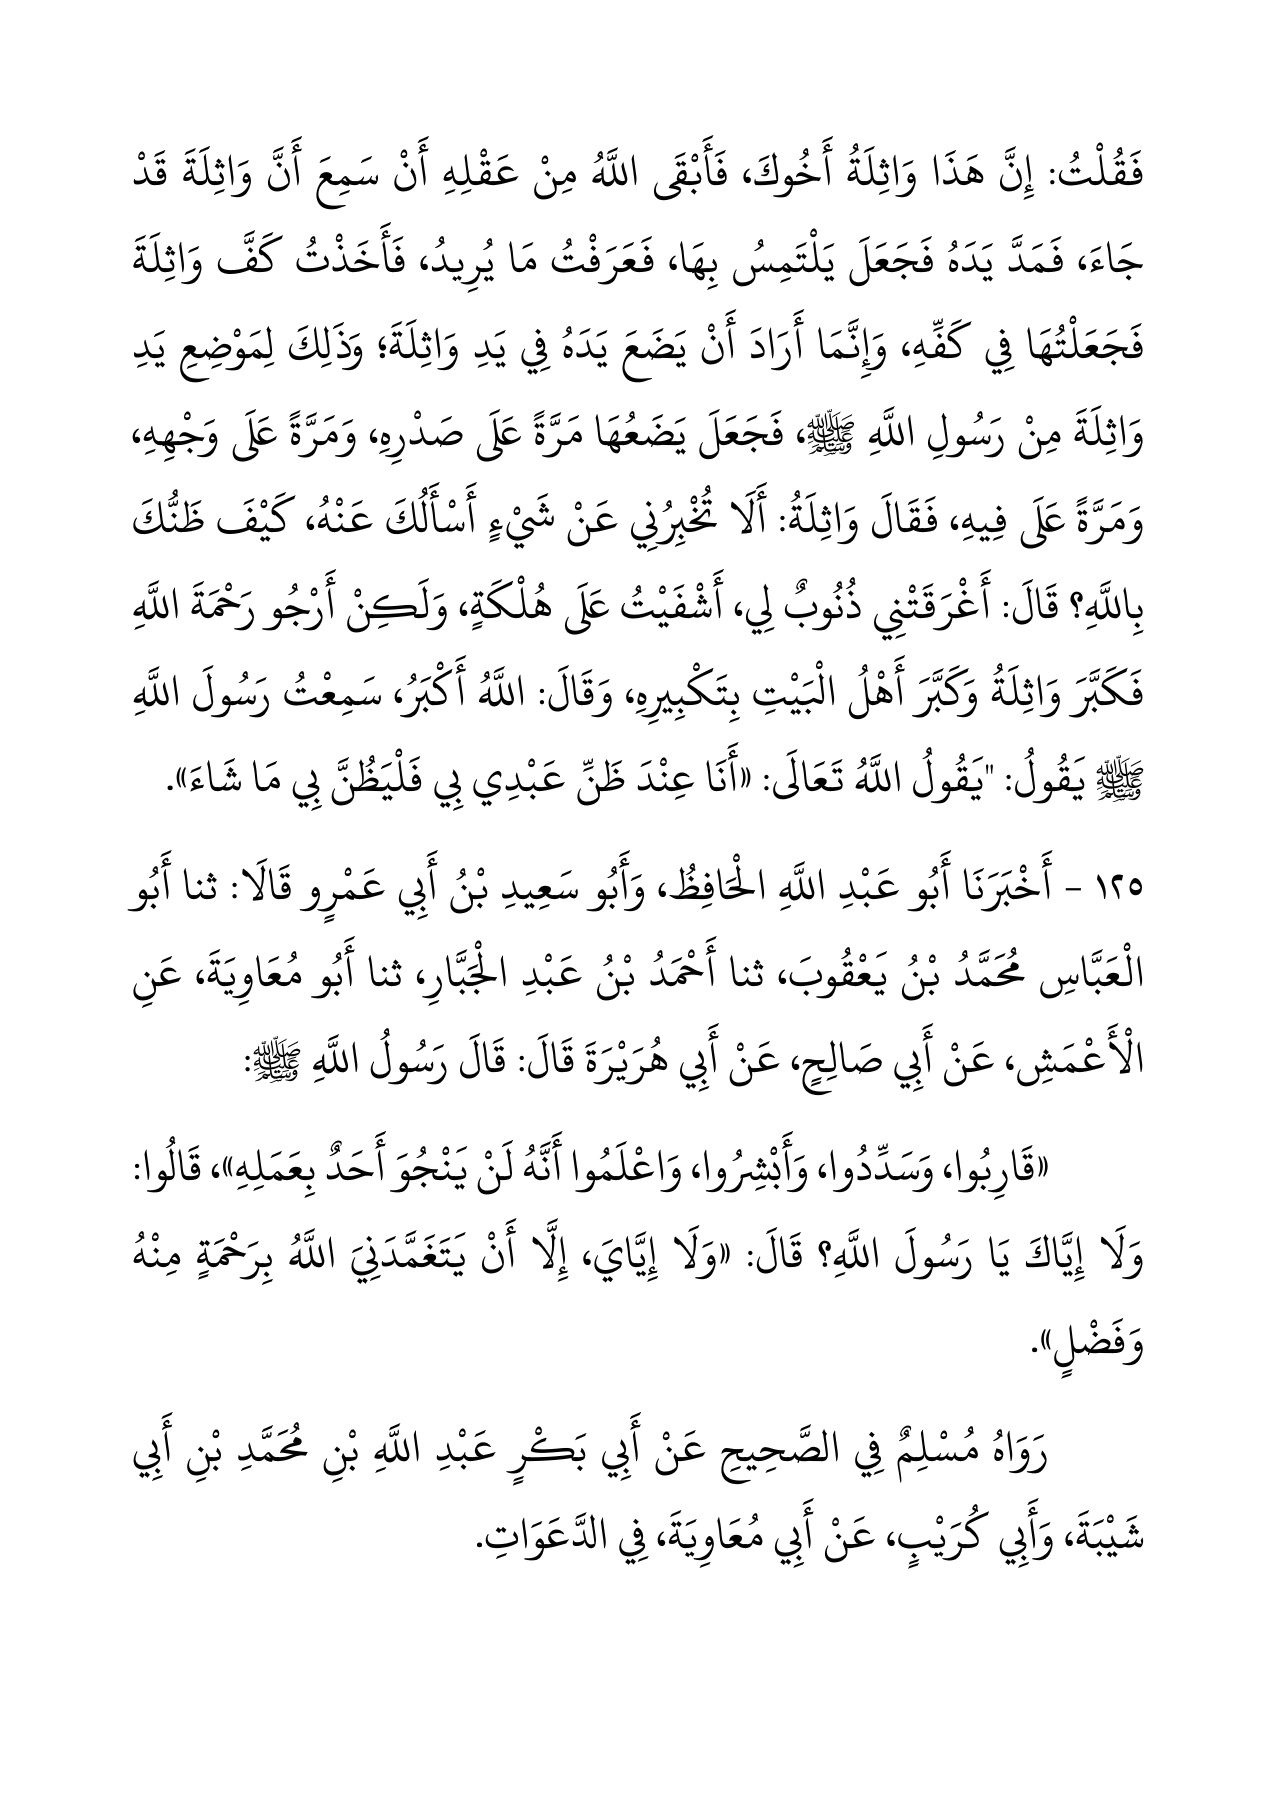 فَقُلْتُ: إِنَّ هَذَا وَاثِلَةُ أَخُوكَ، فَأَبْقَى اللَّهُ مِنْ عَقْلِهِ أَنْ سَمِعَ أَنَّ وَاثِلَةَ قَدْ
جَاءَ، فَمَدَّ يَدَهُ فَجَعَلَ يَلْتَمِسُ بِهَا، فَعَرَفْتُ مَا يُرِيدُ، فَأَخَذْتُ كَفَّ وَاثِلَةَ
فَجَعَلْتُهَا فِي كَفِّهِ، وَإِنَّمَا أَرَادَ أَنْ يَضَعَ يَدَهُ فِي يَدِ وَاثِلَةَ؛ وَذَلِكَ لِمَوْضِعِ يَدِ
وَاثِلَةَ مِنْ رَسُولِ اللَّهِ ﷺ، فَجَعَلَ يَضَعُهَا مَرَّةً عَلَى صَدْرِهِ، وَمَرَّةً عَلَى وَجْهِهِ،
وَمَرَّةً عَلَى فِيهِ، فَقَالَ وَاثِلَةُ: أَلَا تُخْبِرُنِي عَنْ شَيْءٍ أَسْأَلُكَ عَنْهُ، كَيْفَ ظَنُّكَ
بِاللَّهِ؟ قَالَ: أَغْرَقَتْنِي ذُنُوبٌ لِي، أَشْفَيْتُ عَلَى هُلْكَةٍ، وَلَكِنْ أَرْجُو رَحْمَةَ اللَّهِ
فَكَبَّرَ وَاثِلَةُ وَكَبَّرَ أَهْلُ الْبَيْتِ بِتَكْبِيرِهِ، وَقَالَ: اللَّهُ أَكْبَرُ، سَمِعْتُ رَسُولَ اللَّهِ
ﷺ يَقُولُ: "يَقُولُ اللَّهُ تَعَالَى: «أَنَا عِنْدَ ظَنِّ عَبْدِي بِي فَلْيَظُنَّ بِي مَا شَاءَ».
١٢٥ - أَخْبَرَنَا أَبُو عَبْدِ اللَّهِ الْحَافِظُ، وَأَبُو سَعِيدِ بْنُ أَبِي عَمْرٍو قَالَا: ثنا أَبُو
الْعَبَّاسِ مُحَمَّدُ بْنُ يَعْقُوبَ، ثنا أَحْمَدُ بْنُ عَبْدِ الْجَبَّارِ، ثنا أَبُو مُعَاوِيَةَ، عَنِ
الْأَعْمَشِ، عَنْ أَبِي صَالِحٍ، عَنْ أَبِي هُرَيْرَةَ قَالَ: قَالَ رَسُولُ اللَّهِ ﷺ:
«قَارِبُوا، وَسَدِّدُوا، وَأَبْشِرُوا، وَاعْلَمُوا أَنَّهُ لَنْ يَنْجُوَ أَحَدٌ بِعَمَلِهِ»، قَالُوا:
وَلَا إِيَّاكَ يَا رَسُولَ اللَّهِ؟ قَالَ: «وَلَا إِيَّايَ، إِلَّا أَنْ يَتَغَمَّدَنِيَ اللَّهُ بِرَحْمَةٍ مِنْهُ
وَفَضْلٍ».
رَوَاهُ مُسْلِمٌ فِي الصَّحِيحِ عَنْ أَبِي بَكْرٍ عَبْدِ اللَّهِ بْنِ مُحَمَّدِ بْنِ أَبِي
شَيْبَةَ، وَأَبِي كُرَيْبٍ، عَنْ أَبِي مُعَاوِيَةَ، فِي الدَّعَوَاتِ.